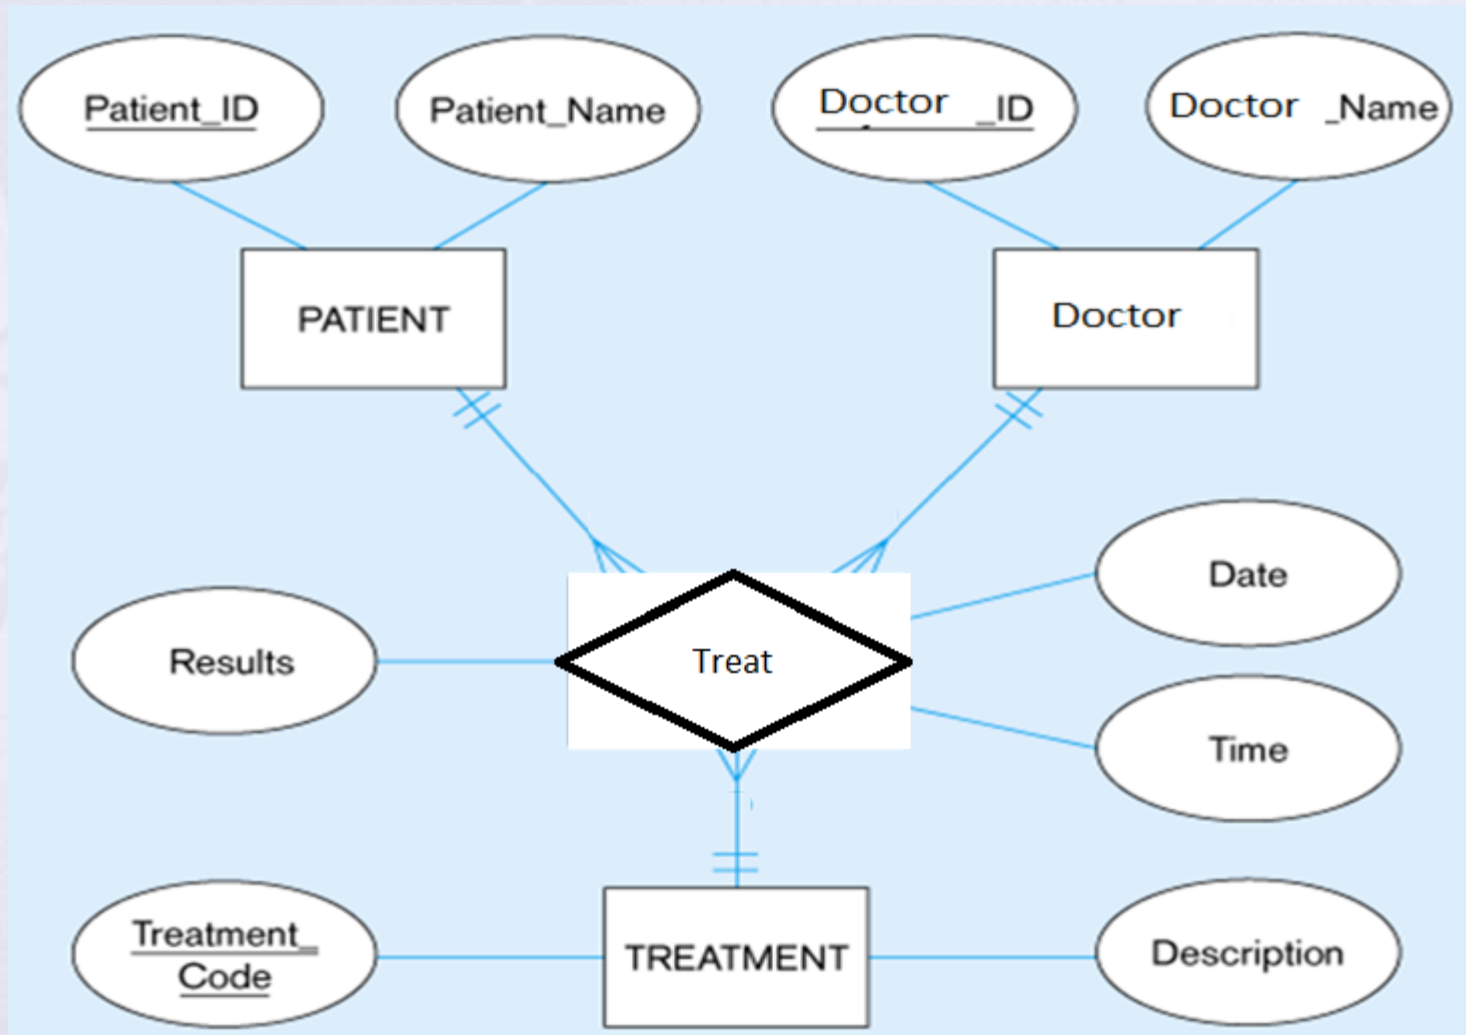 Patient_ID
Patient_Name
Doctor _ID
Doctor _Name
PATIENT
Doctor
Date
Results
Treat
Time
Treatment_
Code
TREATMENT
Description